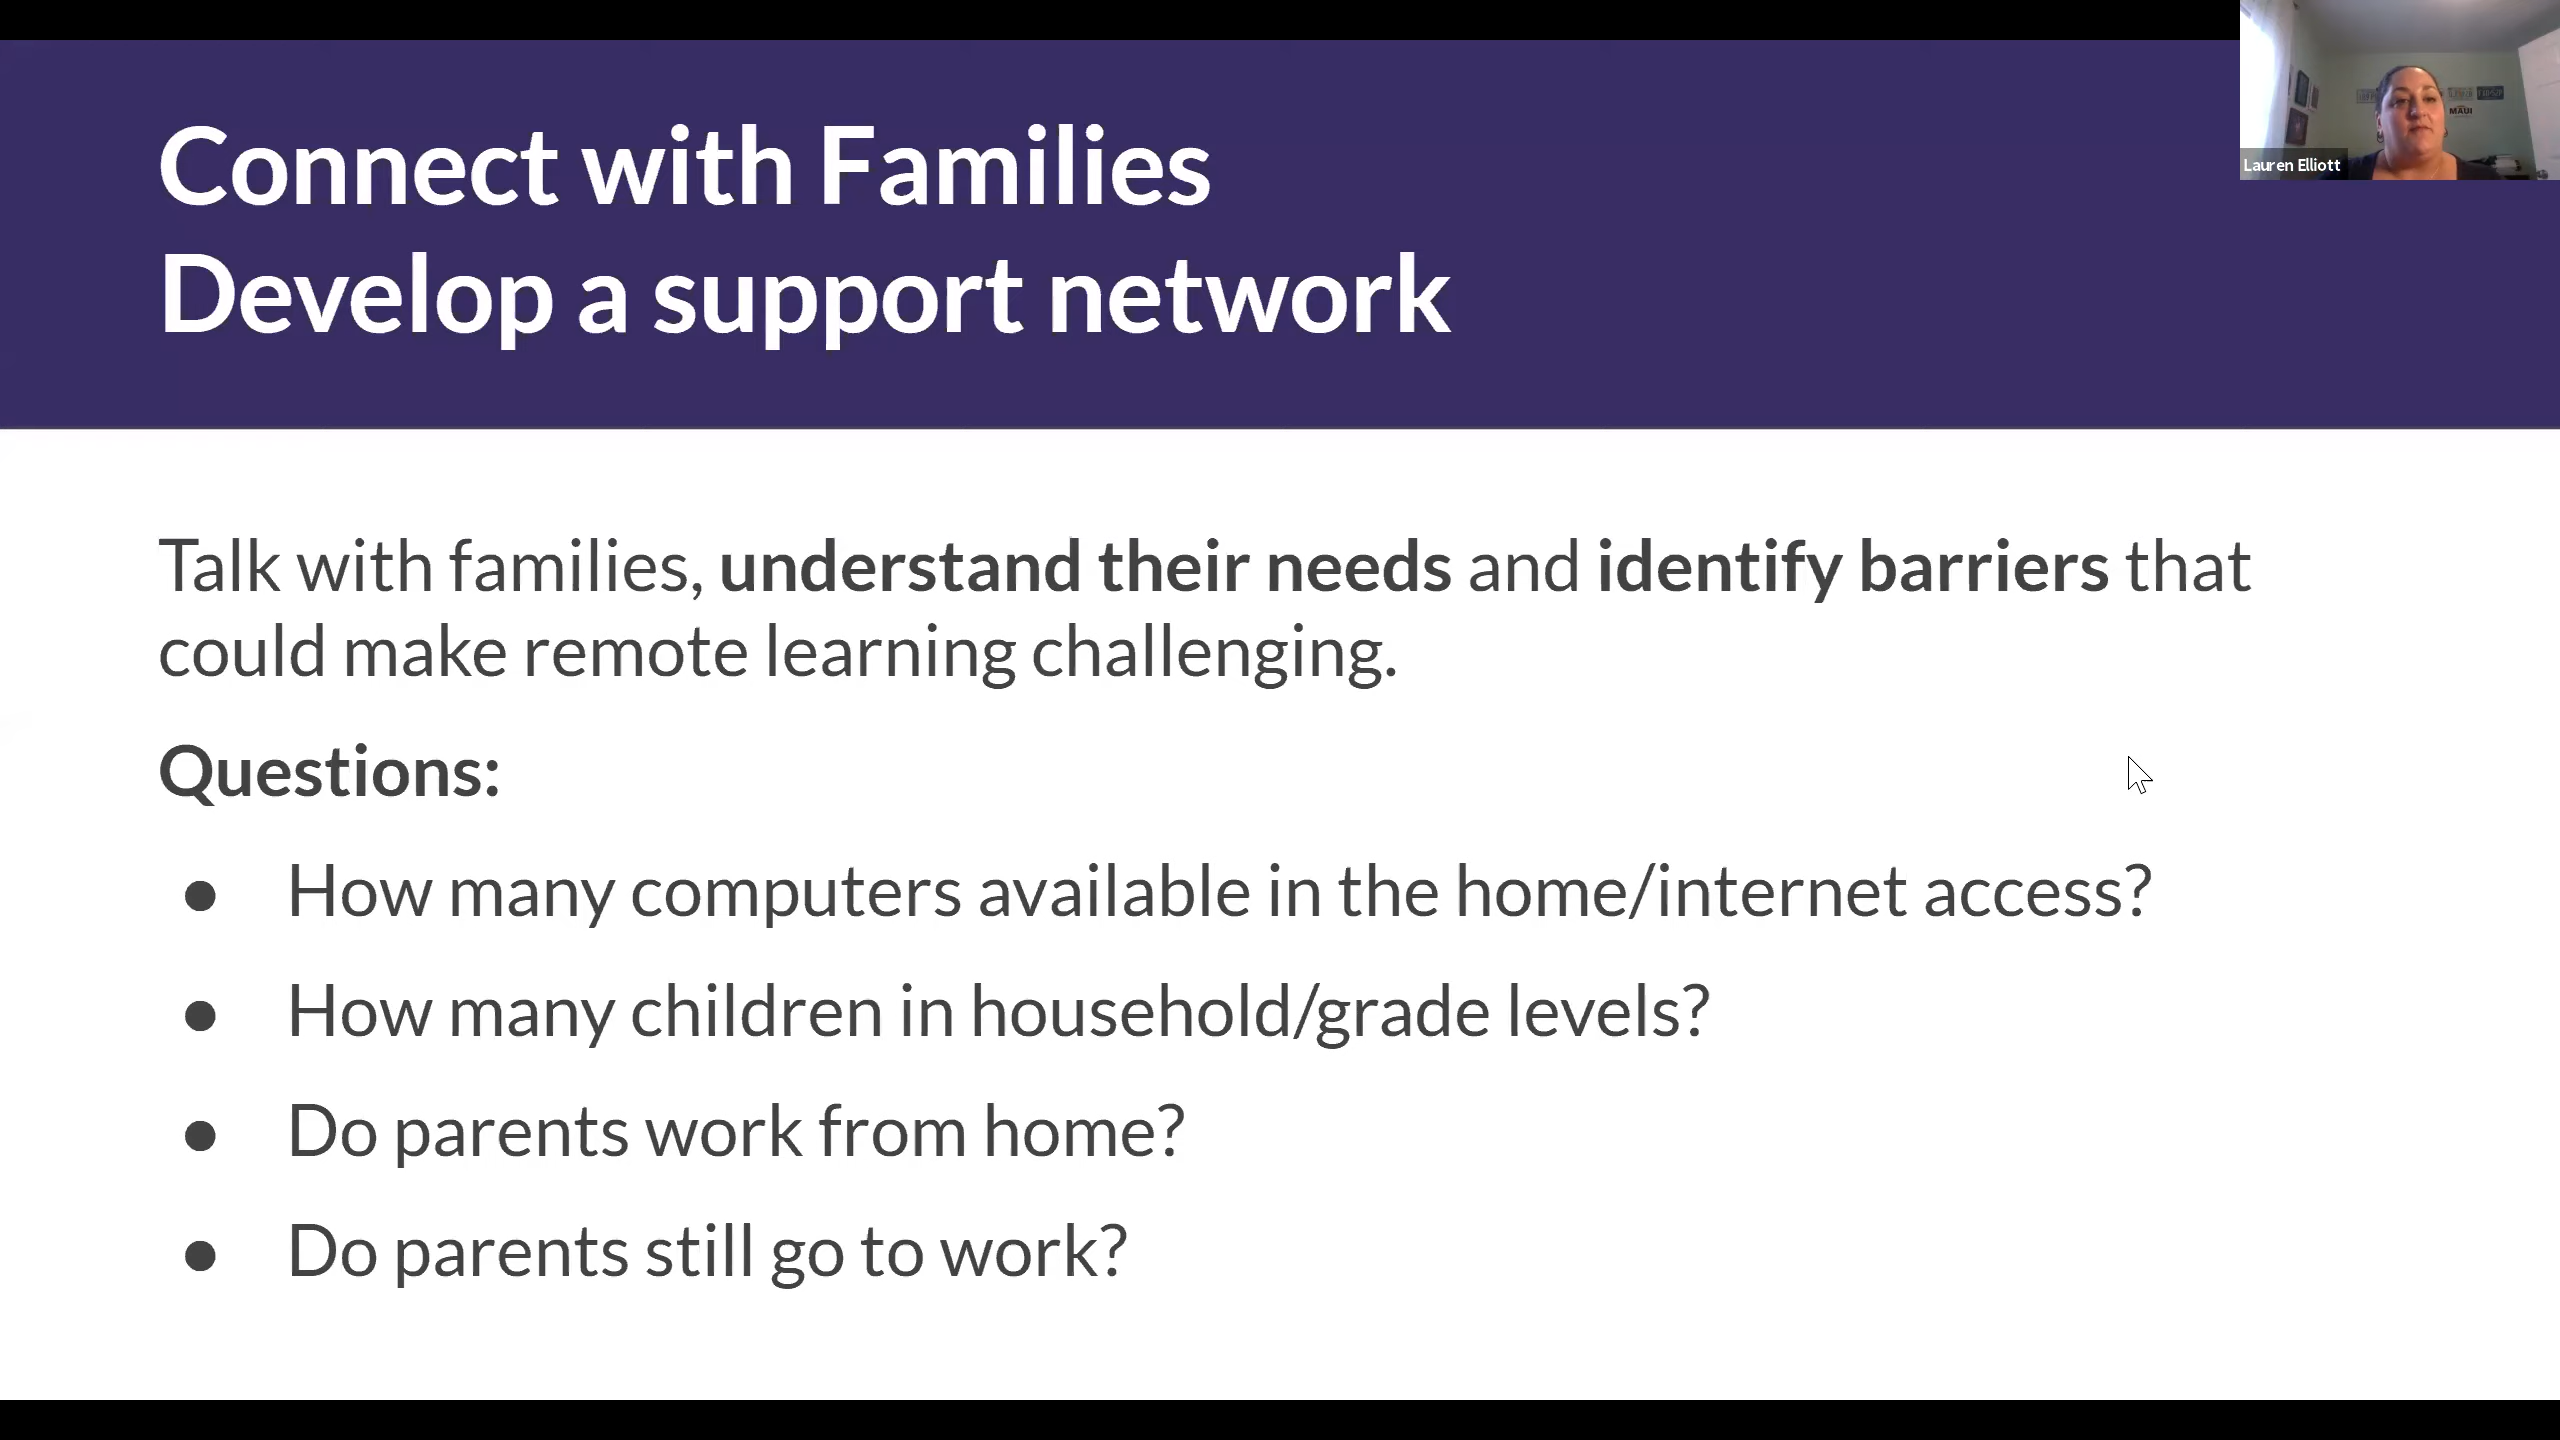 Connect with Families
Develop a support network
Lauren Elliott
MAUI
Talk with families, understand their needs and identify barriers that
could make remote learning challenging.
Questions:
● How many computers available in the home/internet access?
● How many children in household/grade levels?
● Do parents work from home?
● Do parents still go to work?